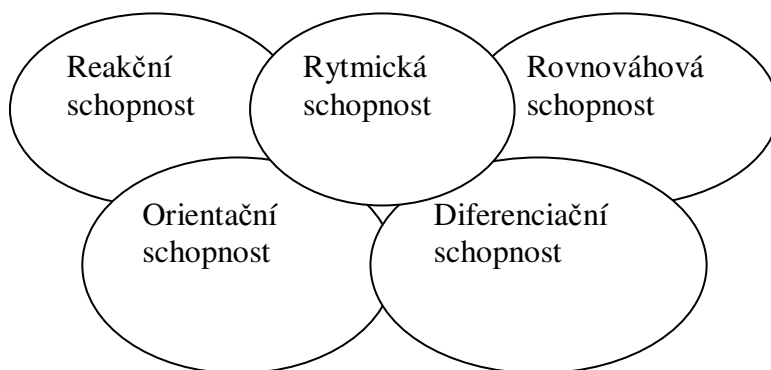 Reakční
schopnost
Rytmická
schopnost
Rovnováhová
schopnost
Orientační
schopnost
Diferenciační
schopnost